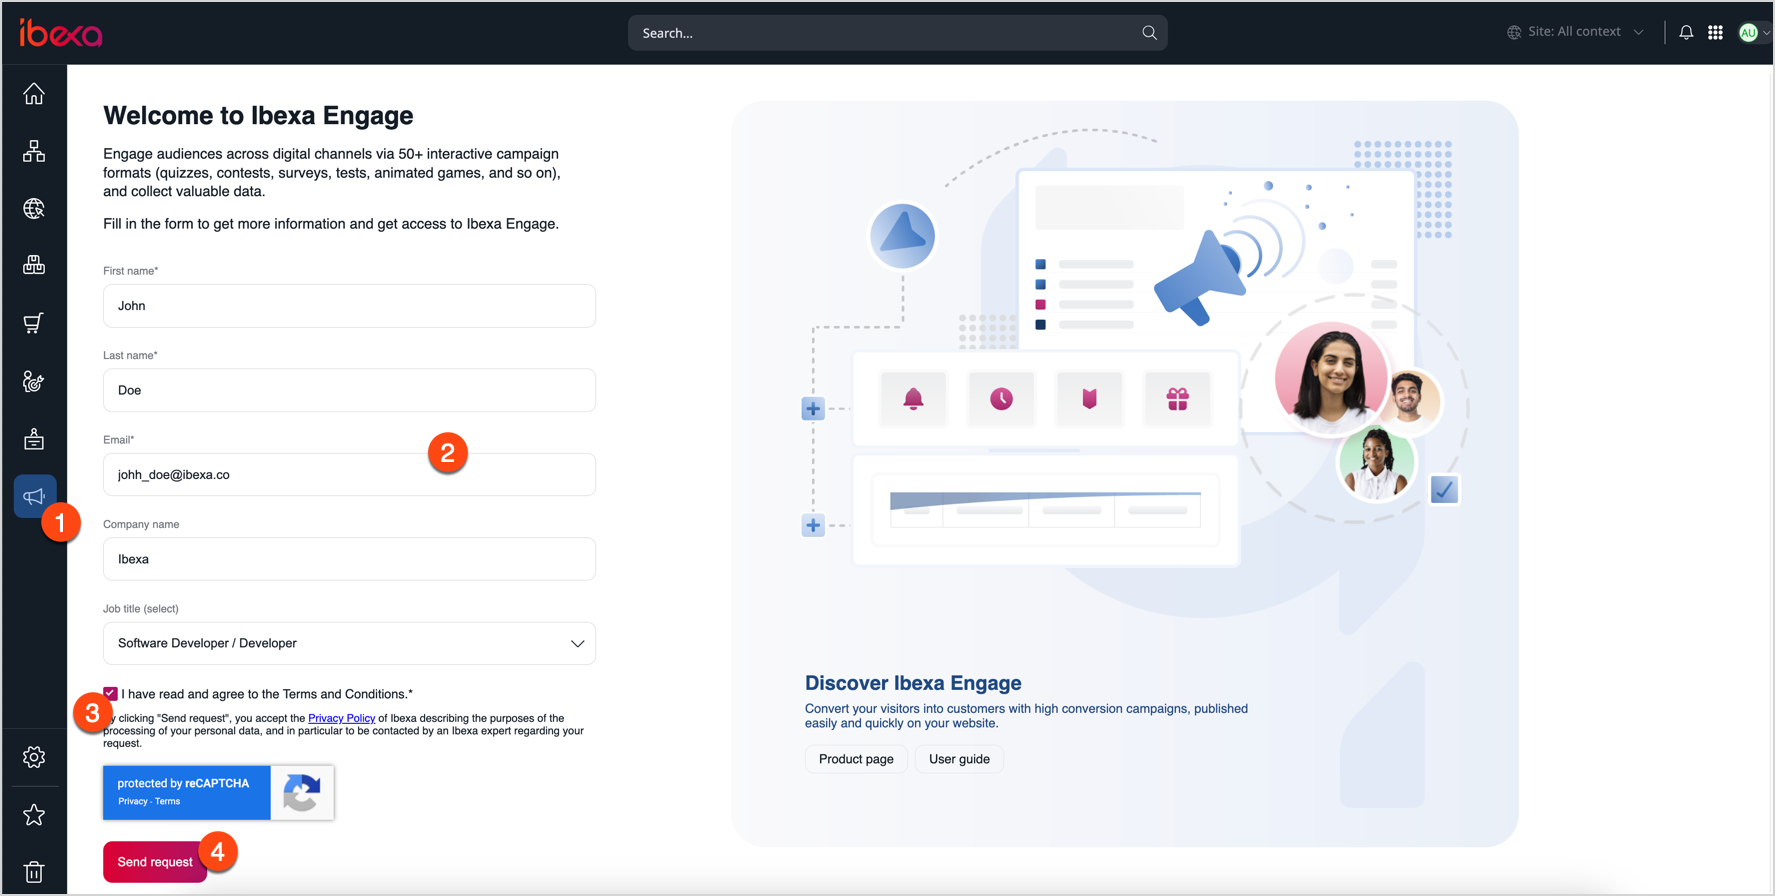 ibexa
Search...
Site: All context
AU
Welcome to Ibexa Engage
Engage audiences across digital channels via 50+ interactive campaign
formats (quizzes, contests, surveys, tests, animated games, and so on),
and collect valuable data.
Fill in the form to get more information and get access to Ibexa Engage.
First name*
John
Last name*
Doe
Email*
2
johh_doe@ibexa.co
1
Company name
Ibexa
Job title (select)
Software Developer / Developer
I have read and agree to the Terms and Conditions.*
3
clicking "Send request", you accept the Privacy Policy of Ibexa describing the purposes of the
processing of your personal data, and in particular to be contacted by an Ibexa expert regarding your
request.
protected by reCAPTCHA
Privacy - Terms
Send request
4
Discover Ibexa Engage
Convert your visitors into customers with high conversion campaigns, published
easily and quickly on your website.
Product page
User guide